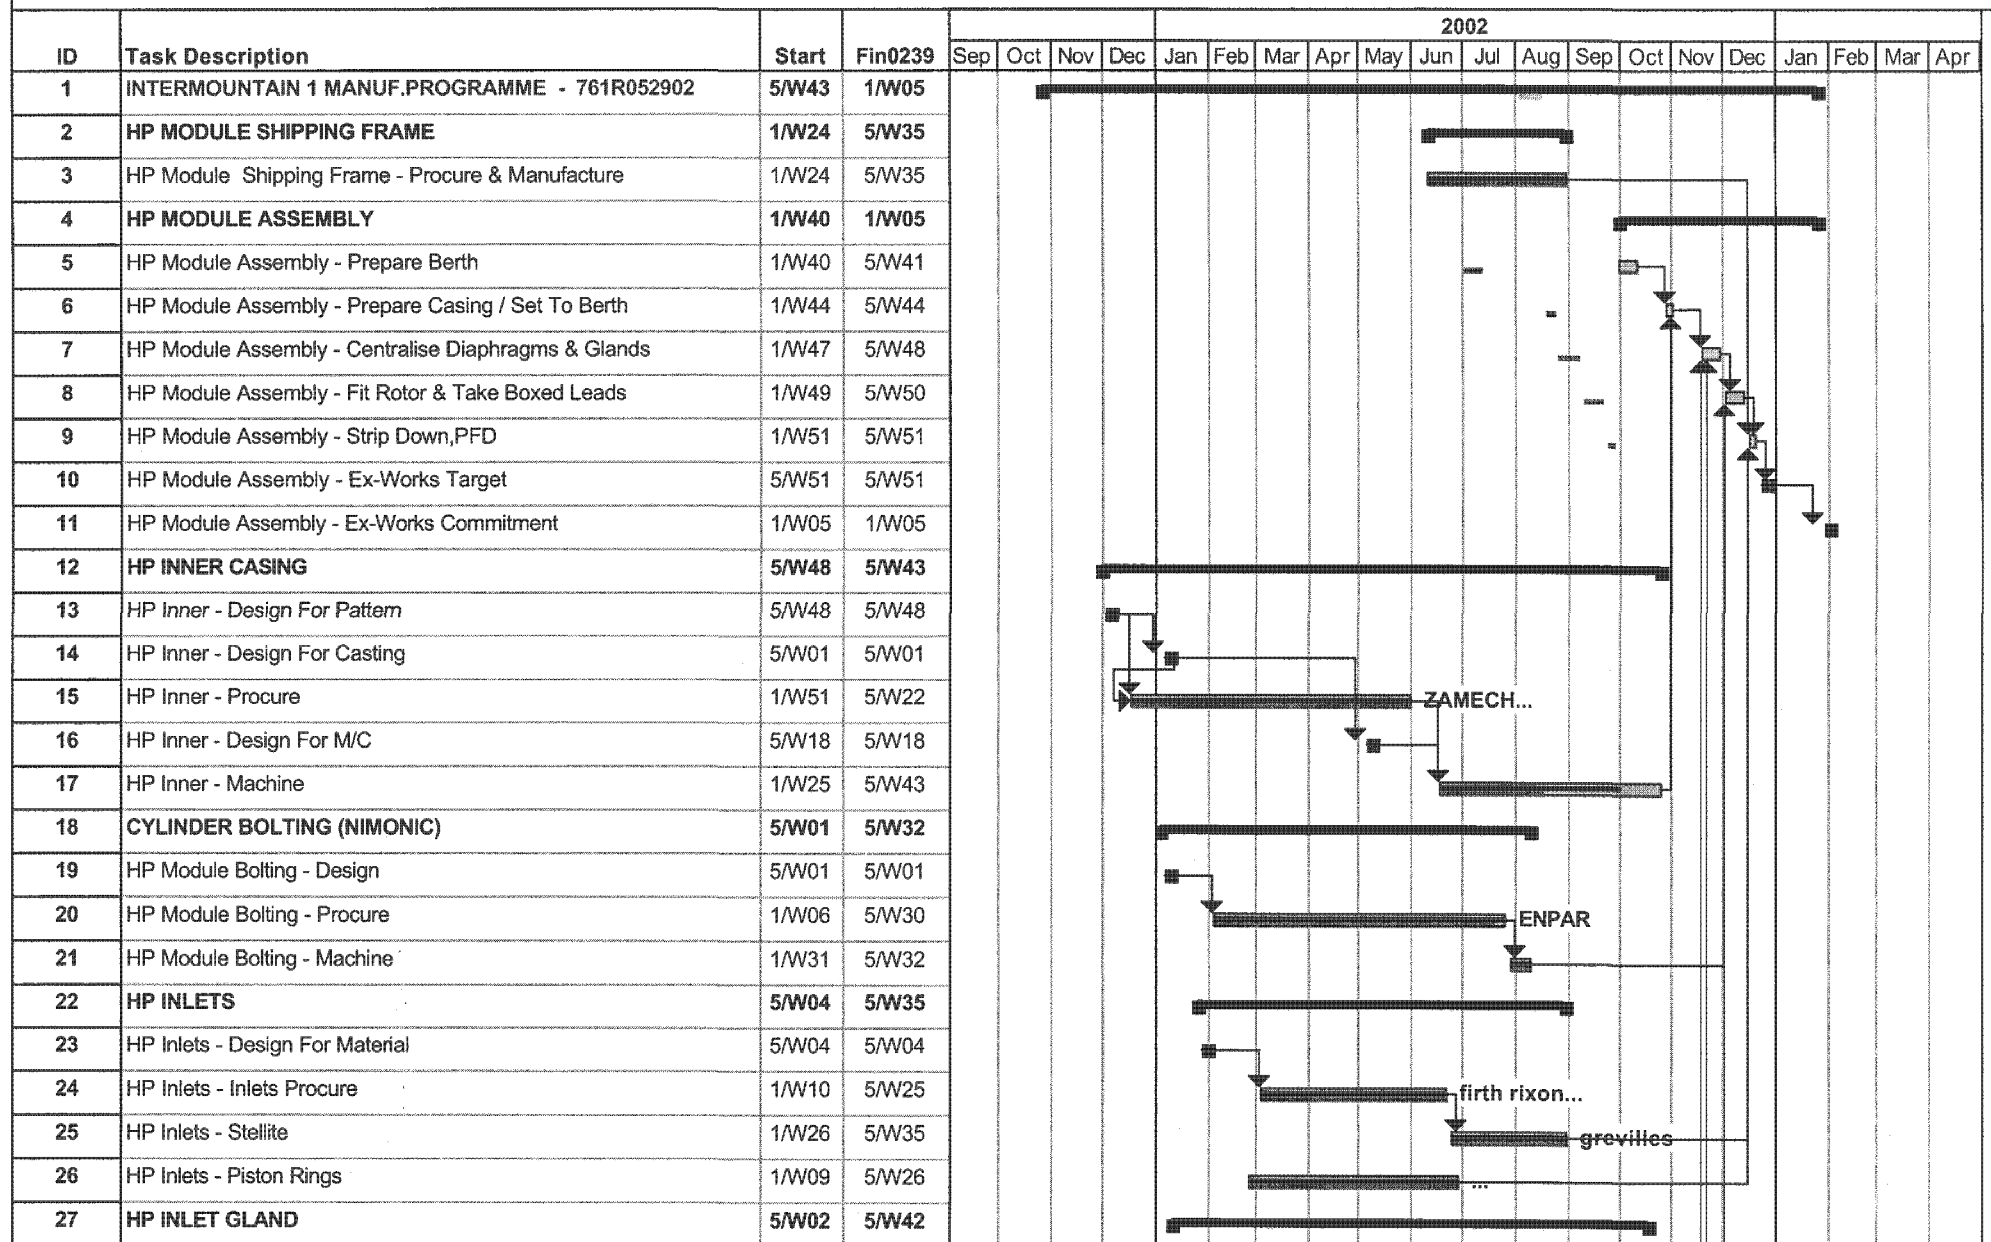 2002
ID Task Description Start Fin0239 Sep Oct Nov Dec Jan Feb Mar Apr May Jun Jul Aug Sep Oct Nov Dec Jan Feb Mar Apr
1 INTERMOUNTAIN 1 MANUF.PROGRAMME - 761R052902 5/W43 1/W05
2 HP MODULE SHIPPING FRAME 1/W24 5/W35
3 HP Module Shipping Frame - Procure & Manufacture 1/W24 5/W35
4 HP MODULE ASSEMBLY 1/W40 1/W05
5 HP Module Assembly - Prepare Berth 1/W40 5/W41
6 HP Module Assembly - Prepare Casing / Set To Berth 1/W44 5/W44
7 HP Module Assembly - Centralise Diaphragms & Glands 1/W47 5/W48
8 HP Module Assembly - Fit Rotor & Take Boxed Leads 1/W49 5/W50
9 HP Module Assembly - Strip Down,PFD 1/W51 5/W51
10 HP Module Assembly - Ex-Works Target 5/W51 5/W51
11 HP Module Assembly - Ex-Works Commitment 1/W05 1/W05
12 HP INNER CASING 5/W48 5/W43
13 HP Inner - Design For Pattern 5/W48 5/W48
14 HP Inner - Design For Casting 5/W01 5/W01
15 HP Inner - Procure 1/W51 5/W22 ZAMECH...
16 HP Inner - Design For M/C 5/W18 5/W18
17 HP Inner - Machine 1/W25 5/W43
18 CYLINDER BOLTING (NIMONIC) 5/W01 5/W32
19 HP Module Bolting - Design 5/W01 5/W01
20 HP Module Bolting - Procure 1/W06 5/W30 ENPAR
21 HP Module Bolting - Machine 1/W31 5/W32
22 HP INLETS 5/W04 5/W35
23 HP Inlets - Design For Material 5/W04 5/W04
24 HP Inlets - Inlets Procure 1/W10 5/W25 firth rixon...
25 HP Inlets - Stellite 1/W26 5/W35 grevilles
26 HP Inlets - Piston Rings 1/W09 5/W26 ...
27 HP INLET GLAND 5/W02 5/W42